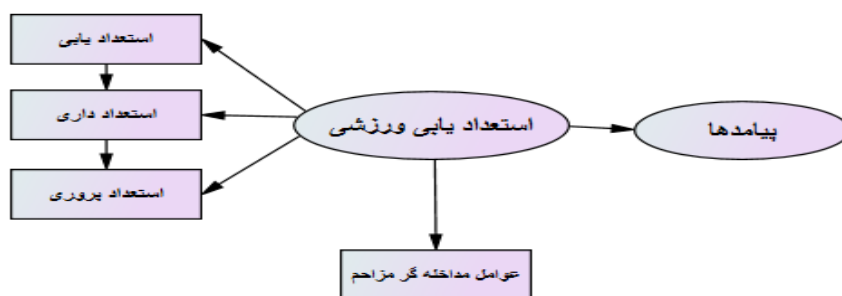 استعداد یابی
استعداد داری
استعداد پروری
استعداد یابی ورزشی
پیامدها
عوامل مداخله گر مزاحم